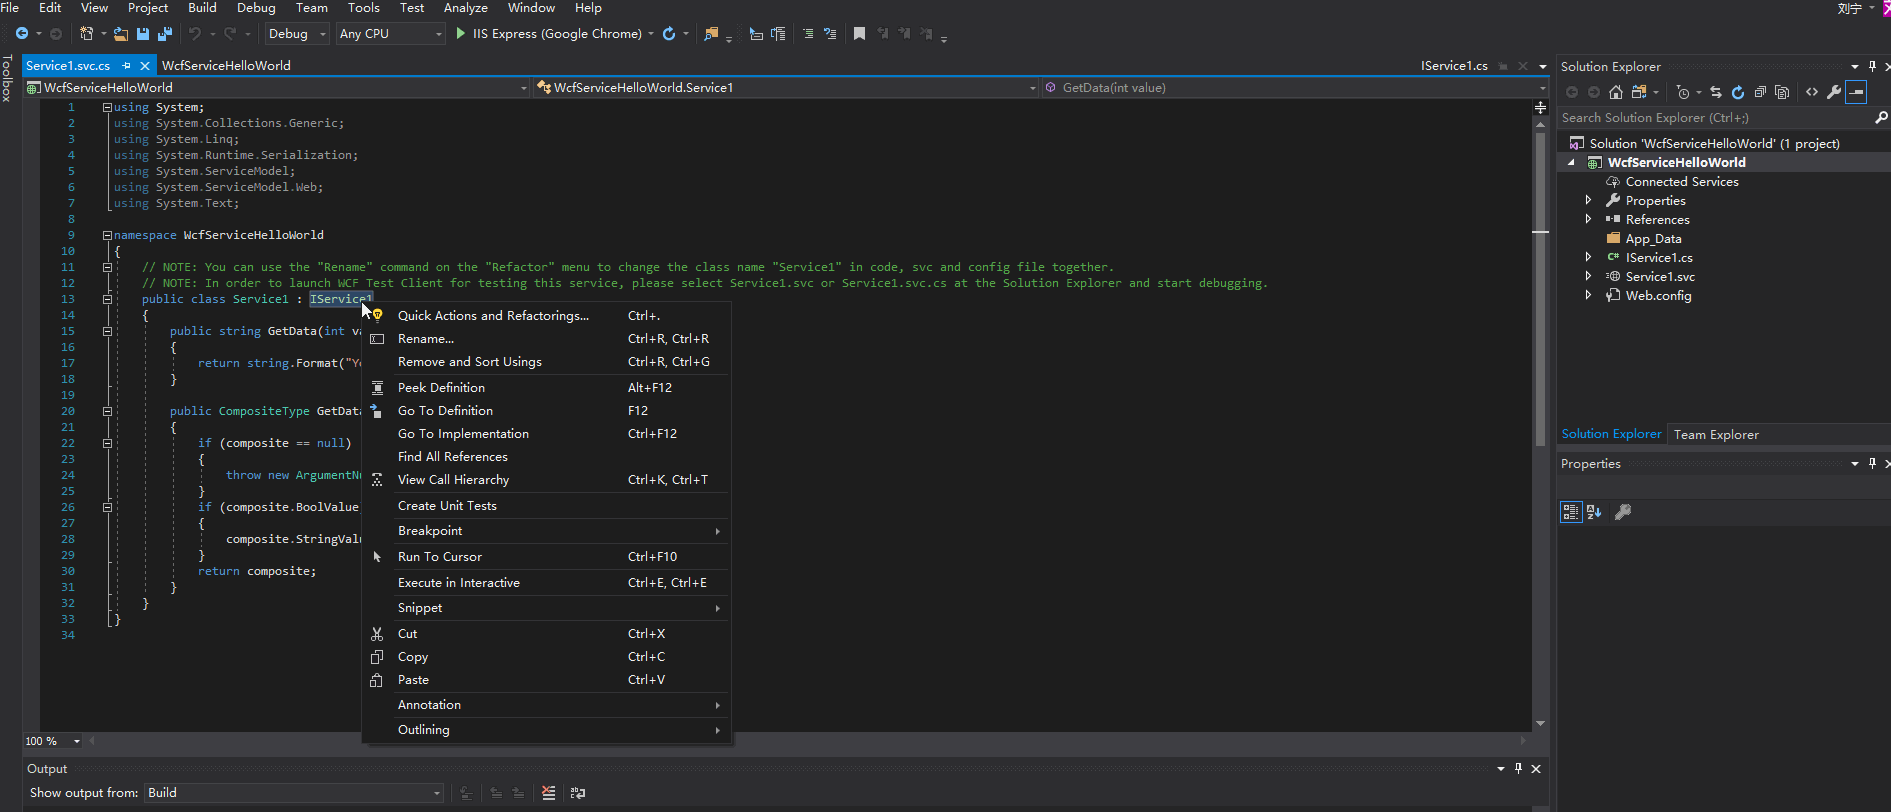 File Edit View Project Build Debug Team Tools Test Analyze Window Help 刘宁
Debug Any CPU IIS Express (Google Chrome)
Toolbox
Service1.svc.cs WcfServiceHelloWorld IService1.cs
WcfServiceHelloWorld WcfServiceHelloWorld.Service1 GetData(int value)
1 using System;
2 using System.Collections.Generic;
3 using System.Linq;
4 using System.Runtime.Serialization;
5 using System.ServiceModel;
6 using System.ServiceModel.Web;
7 using System.Text;
8
9 namespace WcfServiceHelloWorld
10 {
11 // NOTE: You can use the "Rename" command on the "Refactor" menu to change the class name "Service1" in code, svc and config file together.
12 // NOTE: In order to launch WCF Test Client for testing this service, please select Service1.svc or Service1.svc.cs at the Solution Explorer and start debugging.
13 public class Service1 : IService1
14 {
15 public string GetData(int va
16 {
17 return string.Format("Yo
18 }
19
20 public CompositeType GetData
21 {
22 if (composite == null)
23 {
24 throw new ArgumentNu
25 }
26 if (composite.BoolValue
27 {
28 composite.StringValu
29 }
30 return composite;
31 }
32 }
33 }
34
Quick Actions and Refactorings... Ctrl+.
Rename... Ctrl+R, Ctrl+R
Remove and Sort Usings Ctrl+R, Ctrl+G
Peek Definition Alt+F12
Go To Definition F12
Go To Implementation Ctrl+F12
Find All References
View Call Hierarchy Ctrl+K, Ctrl+T
Create Unit Tests
Breakpoint
Run To Cursor Ctrl+F10
Execute in Interactive Ctrl+E, Ctrl+E
Snippet
Cut Ctrl+X
Copy Ctrl+C
Paste Ctrl+V
Annotation
Outlining
100 %
Output
Show output from: Build
Solution Explorer
Search Solution Explorer (Ctrl+;)
Solution 'WcfServiceHelloWorld' (1 project)
WcfServiceHelloWorld
Connected Services
Properties
References
App_Data
IService1.cs
Service1.svc
Web.config
Solution Explorer Team Explorer
Properties